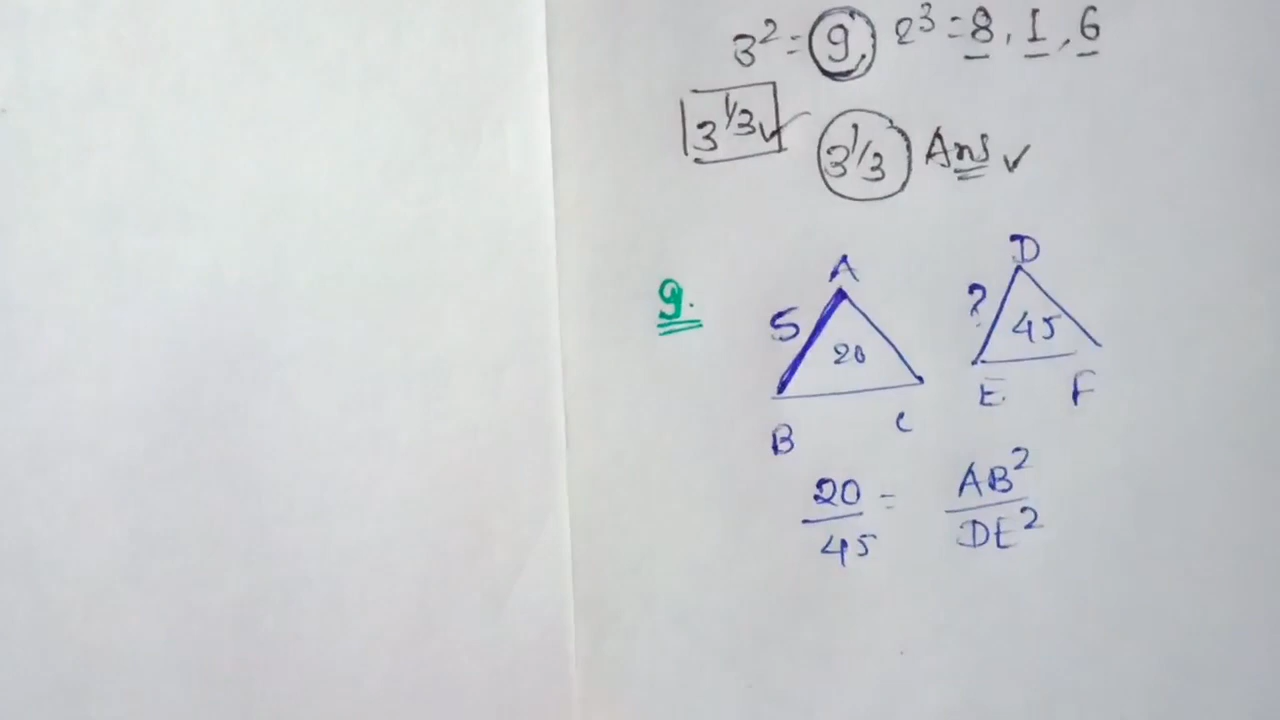 3² = 9, 2³ = 8, 1, 6
3^1/3 ✓ 3^1/3 Ans ✓
9.
A D
5 20 ? 45
B C E F
20/45 = AB²/DE²